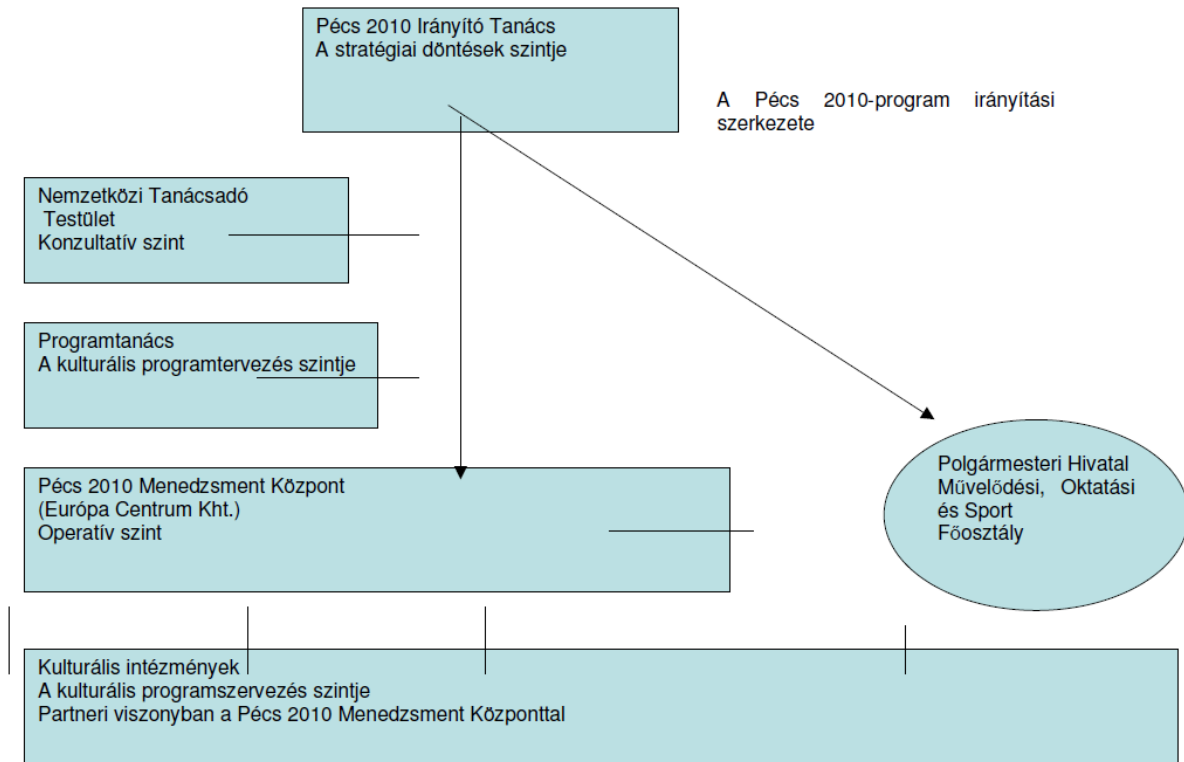 Pécs 2010 Irányító Tanács
A stratégiai döntések szintje
A Pécs 2010-program irányítási
szerkezete
Nemzetközi Tanácsadó
Testület
Konzultatív szint
Programtanács
A kulturális programtervezés szintje
Pécs 2010 Menedzsment Központ
(Európa Centrum Kht.)
Operatív szint
Polgármesteri Hivatal
Művelődési, Oktatási
és Sport
Főosztály
Kulturális intézmények
A kulturális programszervezés szintje
Partneri viszonyban a Pécs 2010 Menedzsment Központtal